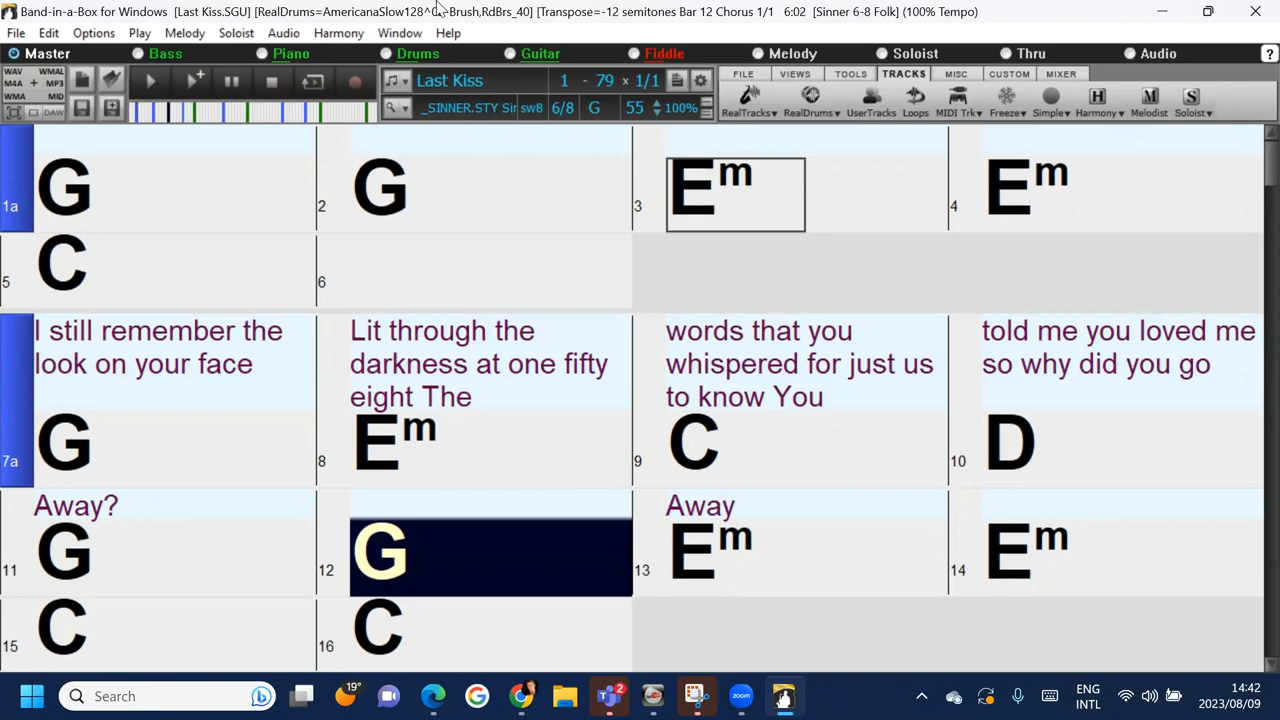 Band-in-a-Box for Windows [Last Kiss.SGU] [RealDrums=AmericanaSlow128^ -Brush,RdBrs_40] [Transpose=-12 semitones Bar 12 Chorus 1/1 6:02 [Sinner 6-8 Folk] (100% Tempo)
File Edit Options Play Melody Soloist Audio Harmony Window Help
Master Bass Piano Drums Guitar Fiddle Melody Soloist Thru Audio ?
WAV WMAL M4A + MP3 WMA MID DAW
Last Kiss 1 - 79 x 1/1
_SINNER.STY Sir sw8 6/8 G 55 100%
FILE VIEWS TOOLS TRACKS MISC CUSTOM MIXER
RealTracks RealDrums UserTracks Loops MIDI Trk Freeze Simple Harmony Melodist Soloist
H M S
1a G 2 G 3 Em 4 Em
5 C 6
I still remember the look on your face
Lit through the darkness at one fifty eight The
words that you whispered for just us to know You
told me you loved me so why did you go
7a G 8 Em 9 C 10 D
Away? Away
11 G 12 G 13 Em 14 Em
15 C 16 C
19° Search 2 ENG INTL 14:42 2023/08/09